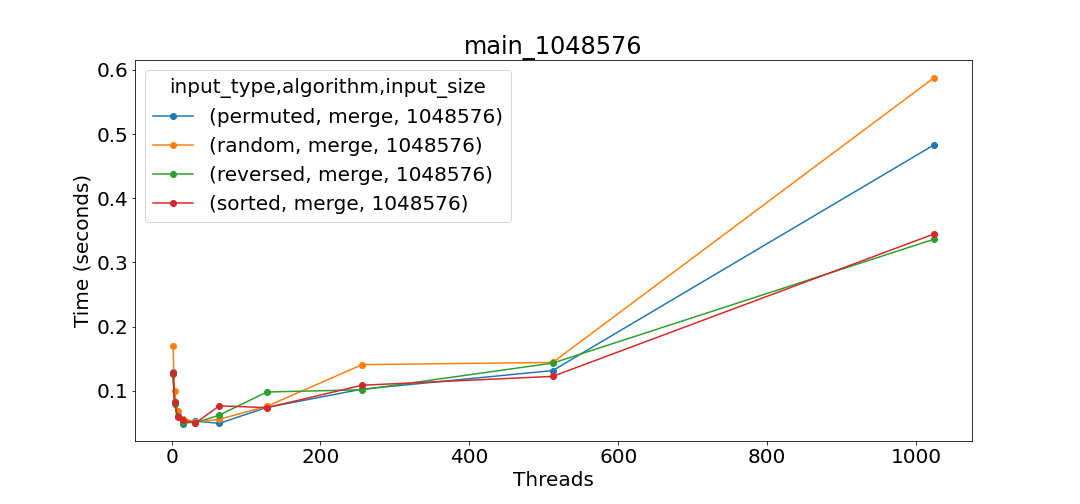 main_1048576
input_type,algorithm,input_size
(permuted, merge, 1048576)
(random, merge, 1048576)
(reversed, merge, 1048576)
(sorted, merge, 1048576)
Time (seconds)
0.6
0.5
0.4
0.3
0.2
0.1
0 200 400 600 800 1000
Threads